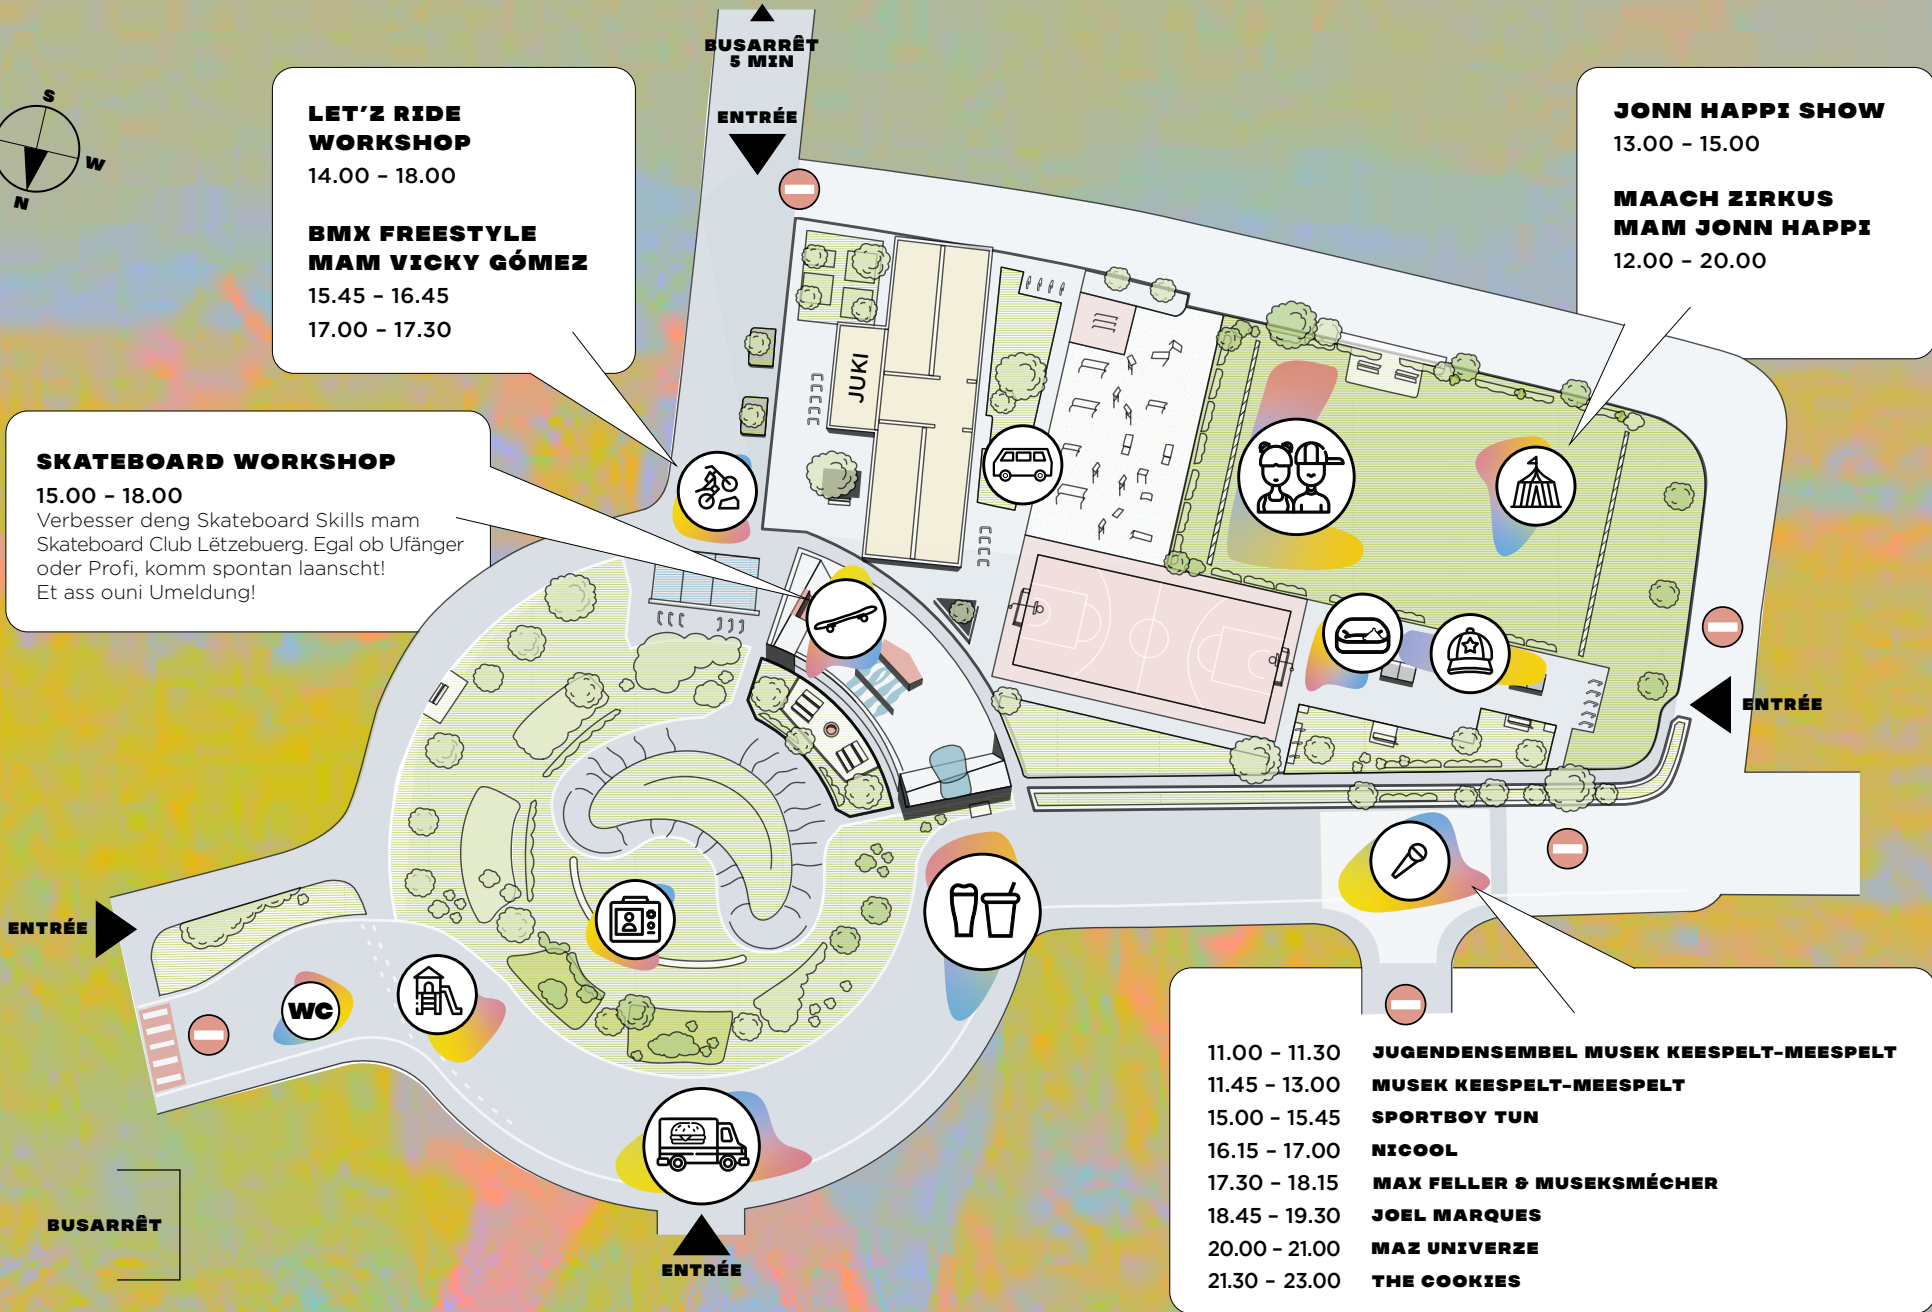 BUSARRÊT
5 MIN
ENTRÉE
S
W
N
LET'Z RIDE
WORKSHOP
14.00 – 18.00
BMX FREESTYLE
MAM VICKY GÓMEZ
15.45 – 16.45
17.00 – 17.30
JONN HAPPI SHOW
13.00 – 15.00
MAACH ZIRKUS
MAM JONN HAPPI
12.00 – 20.00
JUKI
SKATEBOARD WORKSHOP
15.00 – 18.00
Verbesser deng Skateboard Skills mam
Skateboard Club Lëtzebuerg. Egal ob Ufänger
oder Profi, komm spontan laanscht!
Et ass ouni Umeldung!
ENTRÉE
ENTRÉE
WC
11.00 – 11.30 JUGENDENSEMBEL MUSEK KEESPELT-MEESPELT
11.45 – 13.00 MUSEK KEESPELT-MEESPELT
15.00 – 15.45 SPORTBOY TUN
16.15 – 17.00 NICOOL
17.30 – 18.15 MAX FELLER & MUSEKSMÉCHER
18.45 – 19.30 JOEL MARQUES
20.00 – 21.00 MAZ UNIVERZE
21.30 – 23.00 THE COOKIES
BUSARRÊT
ENTRÉE